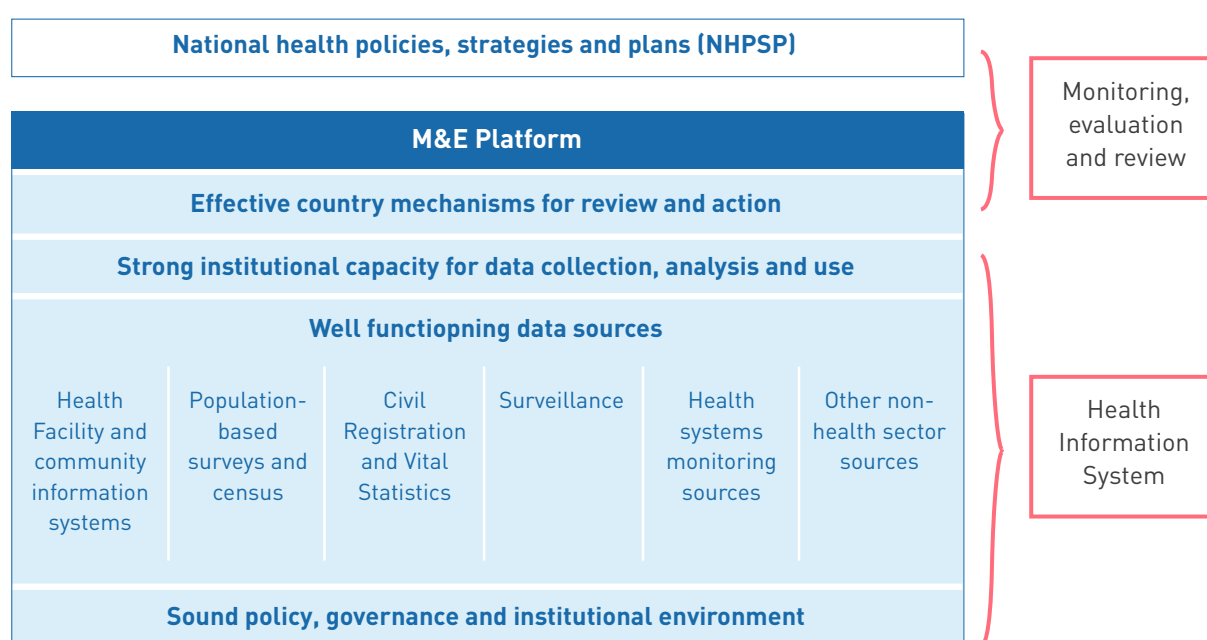 National health policies, strategies and plans (NHPSP)
M&E Platform
Effective country mechanisms for review and action
Strong institutional capacity for data collection, analysis and use
Well functiopning data sources
Health
Facility and
community
information
systems
Population-
based
surveys and
census
Civil
Registration
and Vital
Statistics
Surveillance
Health
systems
monitoring
sources
Other non-
health sector
sources
Sound policy, governance and institutional environment
Monitoring,
evaluation
and review
Health
Information
System